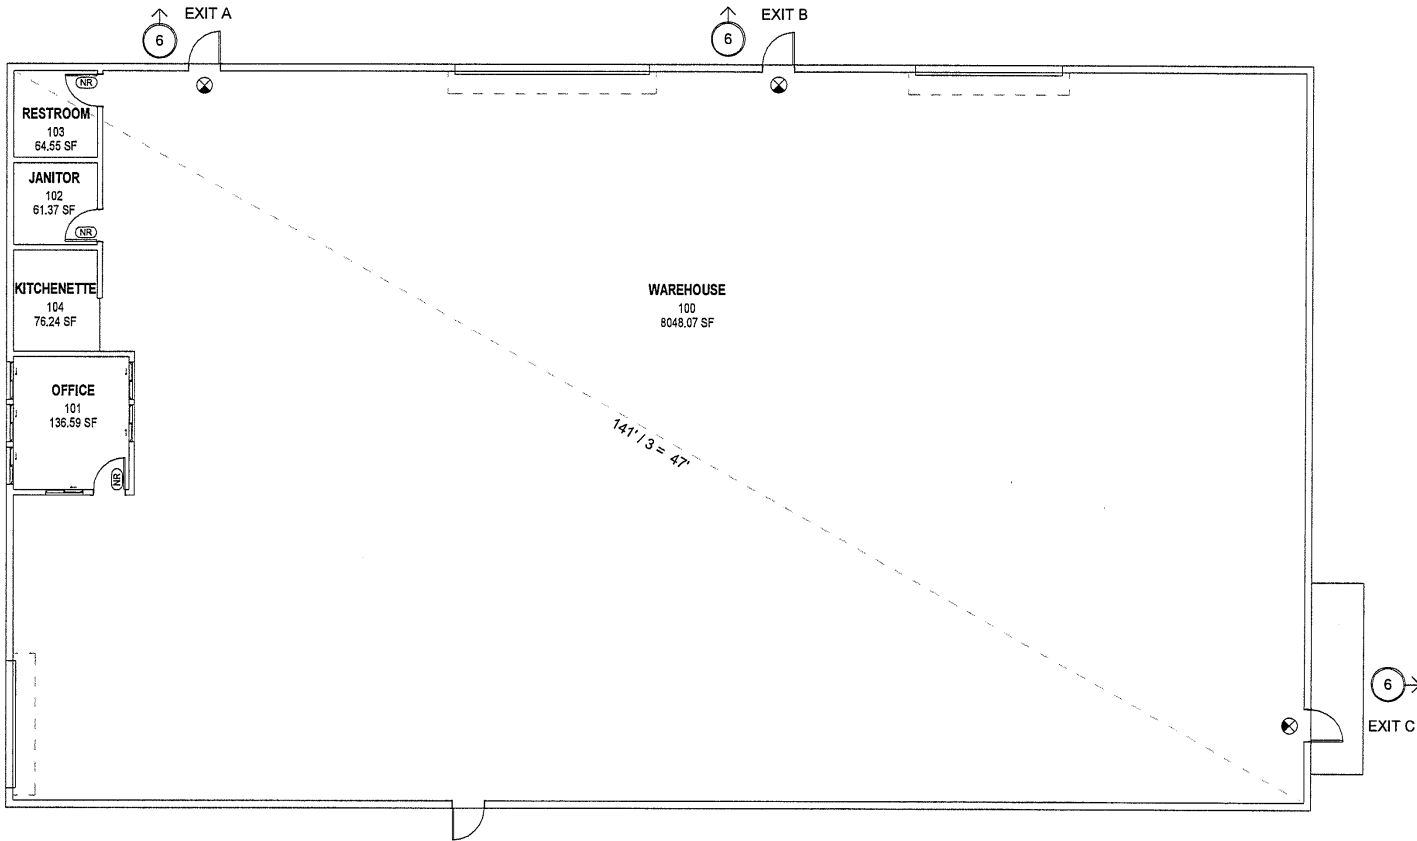 EXIT A
6
EXIT B
6
NR
RESTROOM
103
64.55 SF
JANITOR
102
61.37 SF
NR
KITCHENETTE
104
76.24 SF
WAREHOUSE
100
8048.07 SF
OFFICE
101
136.59 SF
NR
141' / 3 = 47'
6
EXIT C